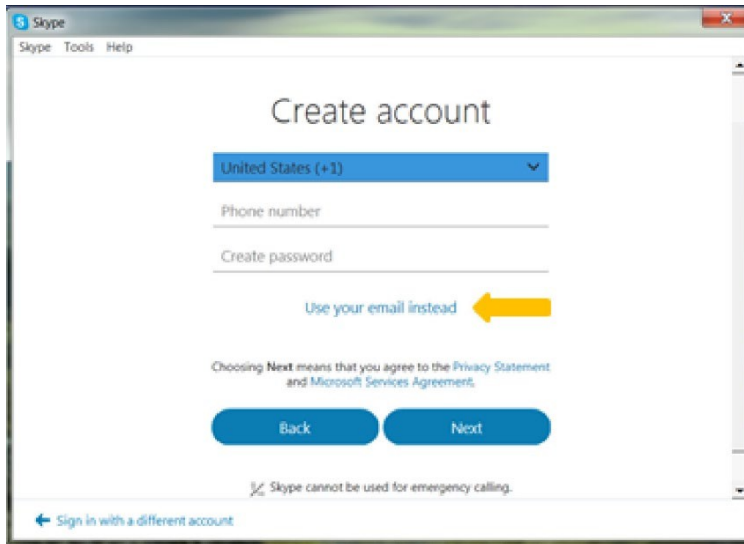 Skype
Skype Tools Help
Create account
United States (+1)
Phone number
Create password
Use your email instead
Choosing Next means that you agree to the Privacy Statement
and Microsoft Services Agreement.
Back Next
Skype cannot be used for emergency calling.
Sign in with a different account